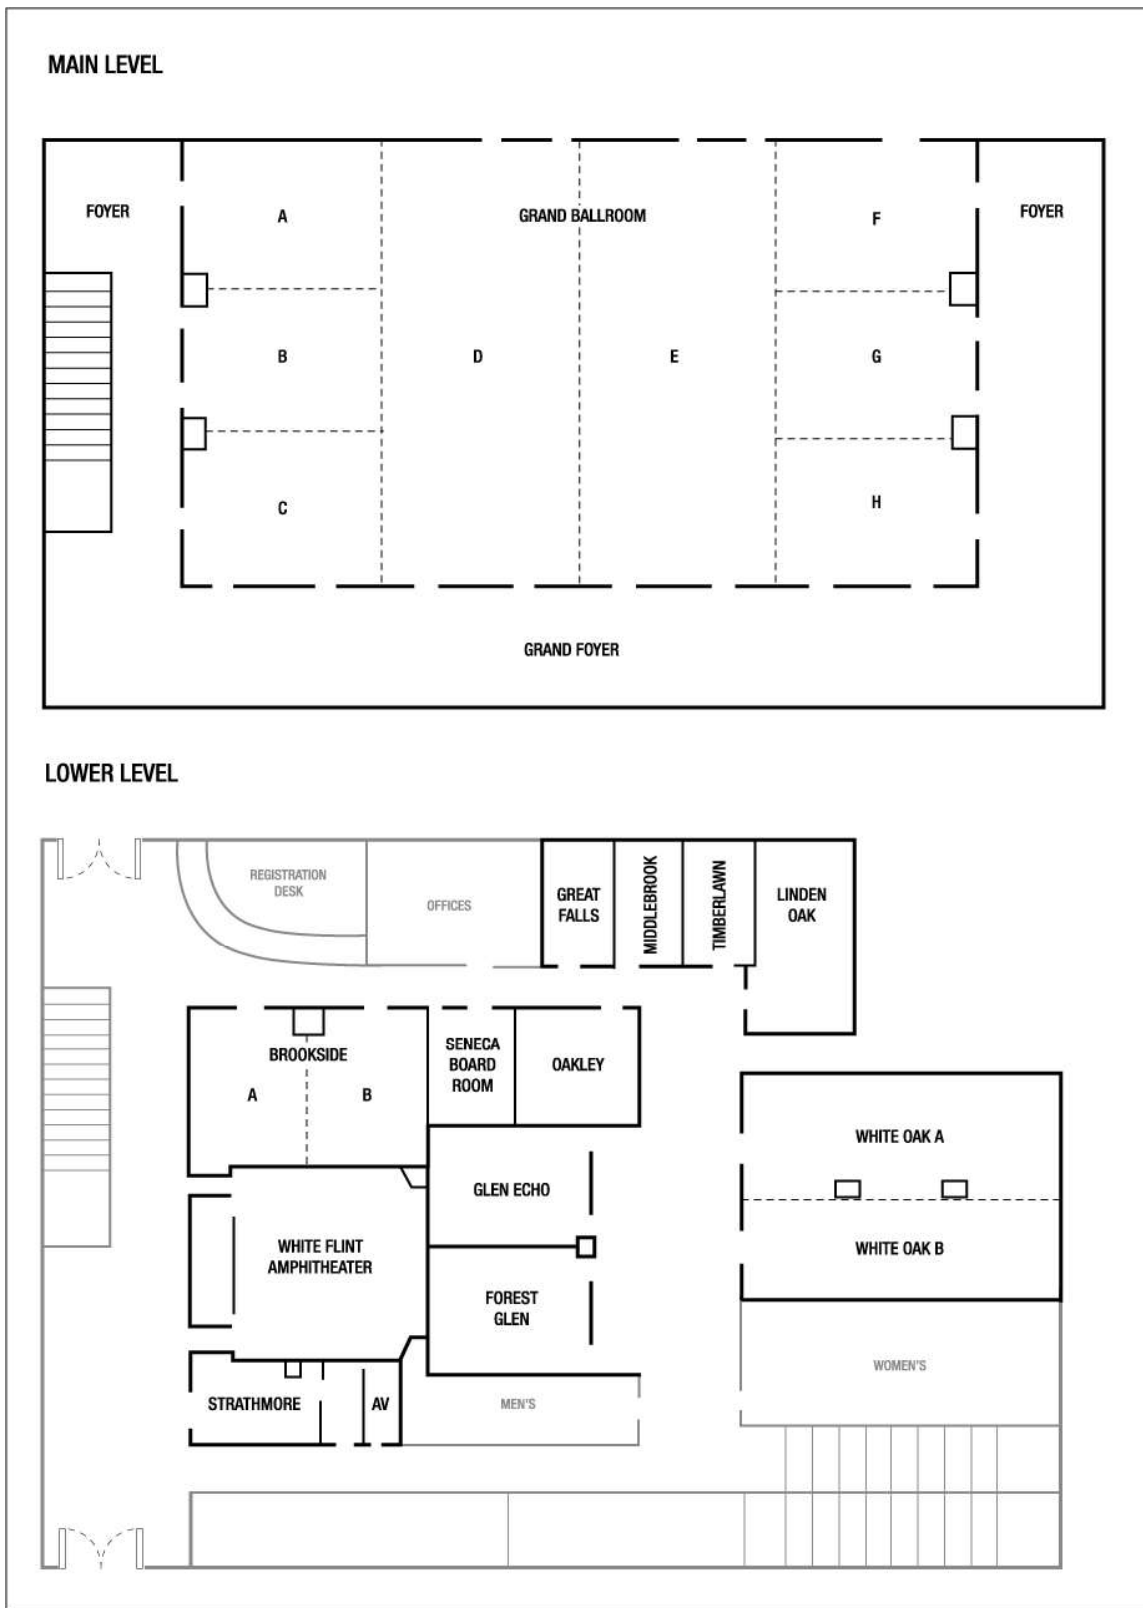 MAIN LEVEL
FOYER
A
GRAND BALLROOM
F
FOYER
B
D
E
G
C
H
GRAND FOYER
LOWER LEVEL
REGISTRATION
DESK
OFFICES
GREAT
FALLS
MIDDLEBROOK
TIMBERLAWN
LINDEN
OAK
BROOKSIDE
A
B
SENECA
BOARD
ROOM
OAKLEY
WHITE OAK A
GLEN ECHO
WHITE FLINT
AMPHITHEATER
WHITE OAK B
FOREST
GLEN
WOMEN'S
STRATHMORE
AV
MEN'S